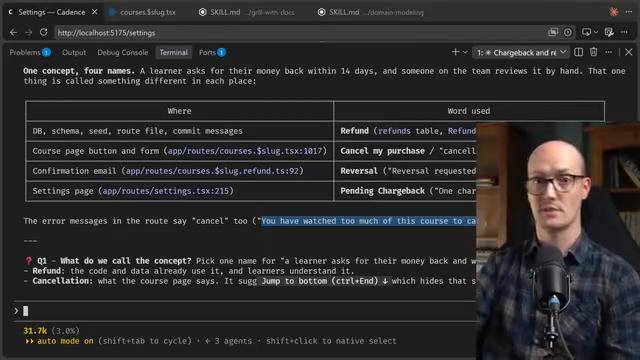 Settings — Cadence
courses.$slug.tsx
SKILL.md .../grill-with-docs
SKILL.md .../domain-modeling
http://localhost:5175/settings
Problems 1 Output Debug Console Terminal Ports 1
1: ✳ Chargeback and re
One concept, four names. A learner asks for their money back within 14 days, and someone on the team reviews it by hand. That one
thing is called something different in each place:
Where Word used
DB, schema, seed, route file, commit messages Refund (refunds table, Refund
Course page button and form (app/routes/courses.$slug.tsx:1017) Cancel my purchase / "cancell
Confirmation email (app/routes/courses.$slug.refund.ts:92) Reversal ("Reversal requested
Settings page (app/routes/settings.tsx:215) Pending Chargeback ("One char
The error messages in the route say "cancel" too ("You have watched too much of this course to ca
---
❓ Q1 - What do we call the concept? Pick one name for "a learner asks for their money back and w
- Refund: the code and data already use it, and learners understand it.
- Cancellation: what the course page says. It sugg Jump to bottom (ctrl+End) ↓ which hides that s
>
31.7k (3.0%)
⏵⏵ auto mode on (shift+tab to cycle) · ← 3 agents · shift+click to native select